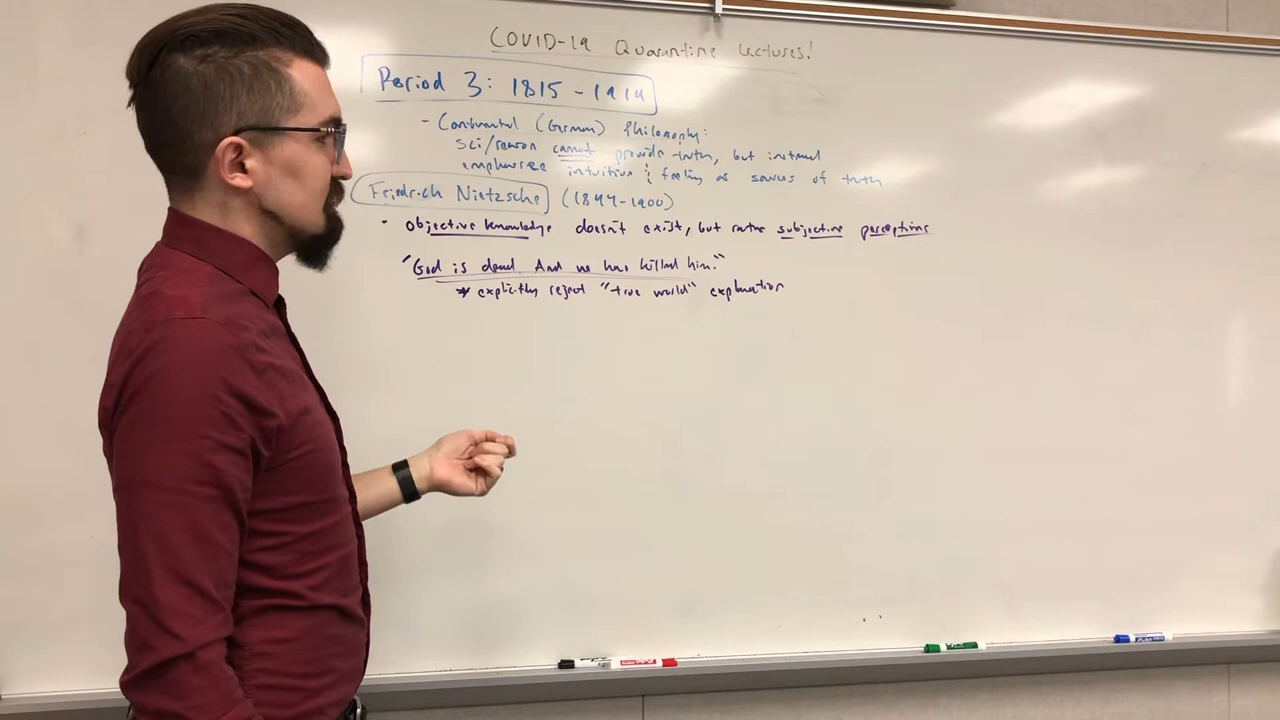 COVID-19 Quarantine Lectures!
Period 3: 1815 - 1914
- Continental (German) Philosophy:
sci/reason cannot provide truth, but instead
emphasize intuition & feeling as sources of truth
Friedrich Nietzsche (1844-1900)
- objective knowledge doesn't exist, but rather subjective perceptions
"God is dead. And we have killed him."
* explicitly reject "true world" explanation